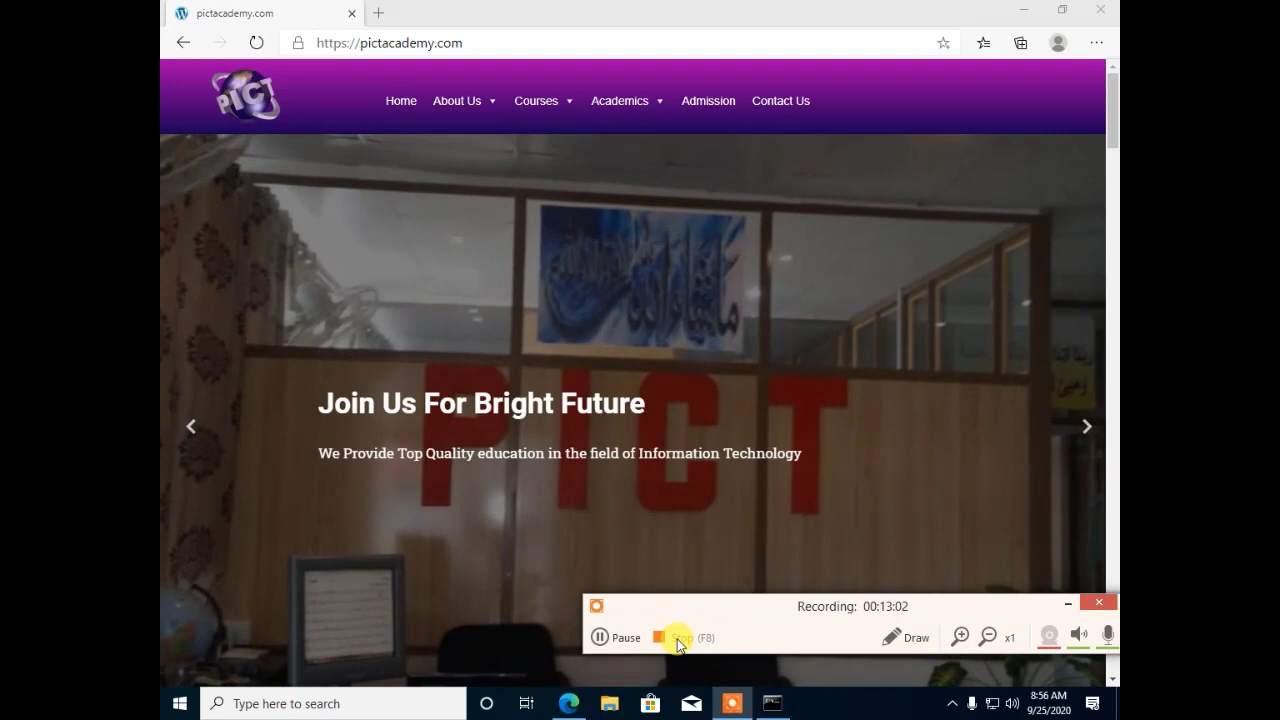 pictacademy.com
https://pictacademy.com
PICT
Home About Us Courses Academics Admission Contact Us
PICT
Join Us For Bright Future
We Provide Top Quality education in the field of Information Technology
Recording: 00:13:02
Pause Stop (F8) Draw x1
Type here to search
8:56 AM
9/25/2020